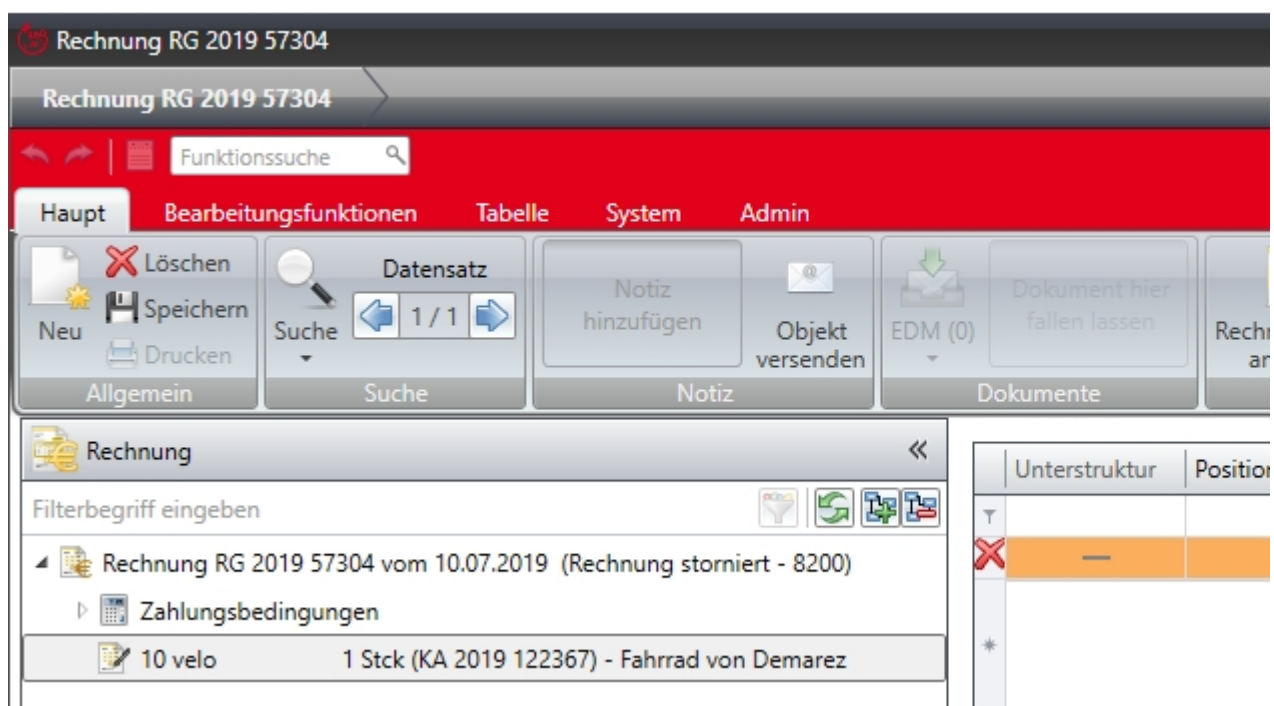 Rechnung RG 2019 57304
Rechnung RG 2019 57304
Funktionssuche
Haupt Bearbeitungsfunktionen Tabelle System Admin
Neu
Löschen
Speichern
Drucken
Allgemein
Suche
Datensatz
1 / 1
Suche
Notiz hinzufügen
Objekt versenden
Notiz
EDM (0)
Dokument hier fallen lassen
Dokumente
Rechn
an
Rechnung
Filterbegriff eingeben
Rechnung RG 2019 57304 vom 10.07.2019 (Rechnung storniert - 8200)
Zahlungsbedingungen
10 velo 1 Stck (KA 2019 122367) - Fahrrad von Demarez
Unterstruktur Position